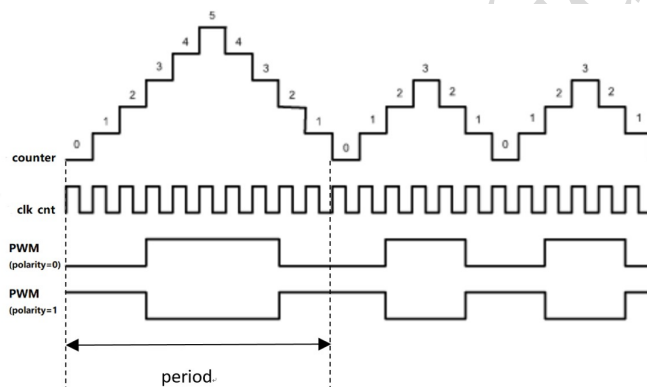 5
4 4
3 3 3 3
2 2 2 2 2 2
1 1 1 1 1 1
0 0 0
counter
clk cnt
PWM
(polarity=0)
PWM
(polarity=1
period